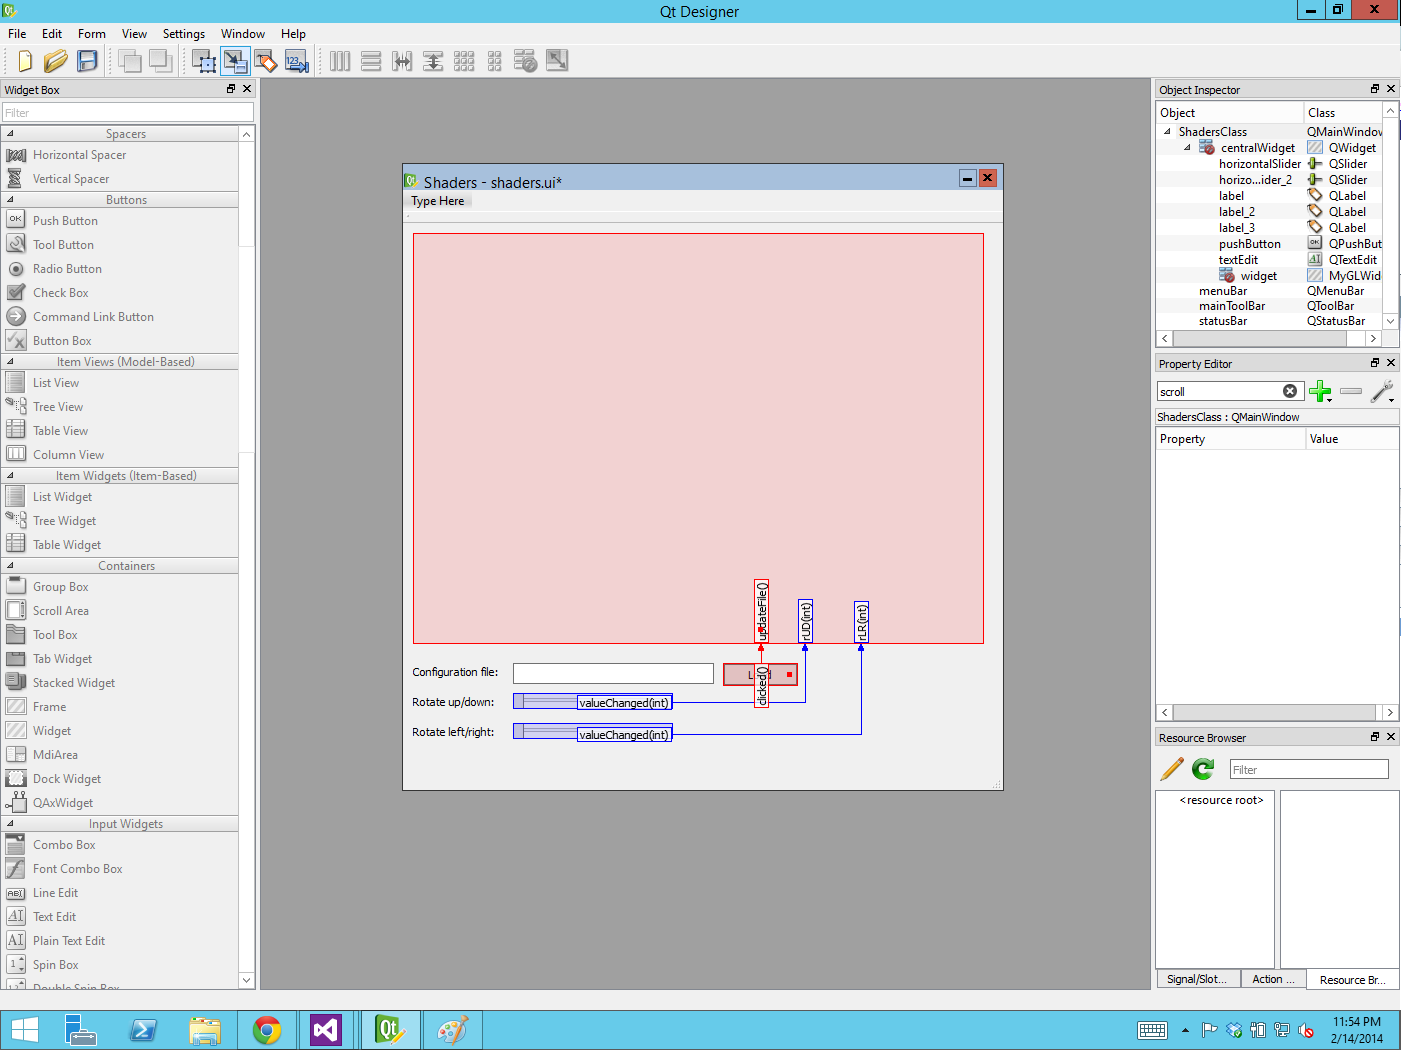 Qt Designer
File Edit Form View Settings Window Help
Widget Box
Filter
Spacers
Horizontal Spacer
Vertical Spacer
Buttons
Push Button
Tool Button
Radio Button
Check Box
Command Link Button
Button Box
Item Views (Model-Based)
List View
Tree View
Table View
Column View
Item Widgets (Item-Based)
List Widget
Tree Widget
Table Widget
Containers
Group Box
Scroll Area
Tool Box
Tab Widget
Stacked Widget
Frame
Widget
MdiArea
Dock Widget
QAxWidget
Input Widgets
Combo Box
Font Combo Box
Line Edit
Text Edit
Plain Text Edit
Spin Box
Double Spin Box
Shaders - shaders.ui*
Type Here
updateFile()
rUD(int)
rLR(int)
Configuration file:
clicked()
Rotate up/down:
valueChanged(int)
Rotate left/right:
valueChanged(int)
Object Inspector
Object Class
ShadersClass QMainWindow
centralWidget QWidget
horizontalSlider QSlider
horizo...ider_2 QSlider
label QLabel
label_2 QLabel
label_3 QLabel
pushButton QPushBut
textEdit QTextEdit
widget MyGLWid
menuBar QMenuBar
mainToolBar QToolBar
statusBar QStatusBar
Property Editor
scroll
ShadersClass : QMainWindow
Property Value
Resource Browser
Filter
<resource root>
Signal/Slot... Action ... Resource Br...
11:54 PM
2/14/2014